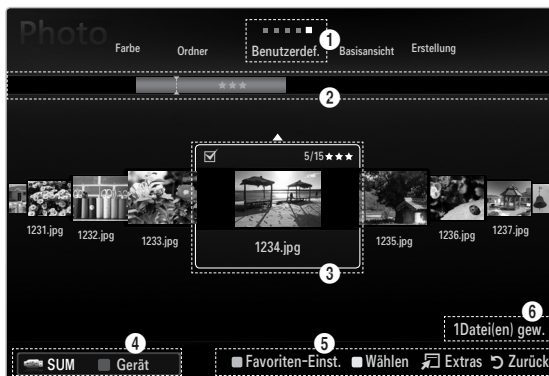 Photo
Farbe Ordner Benutzerdef. Basisansicht Erstellung
1
★★★
2
5/15★★★
1231.jpg 1232.jpg 1233.jpg 1234.jpg 1235.jpg 1236.jpg 1237.jpg
3
6
1Datei(en) gew.
4 5
SUM Gerät Favoriten-Einst. Wählen Extras Zurück